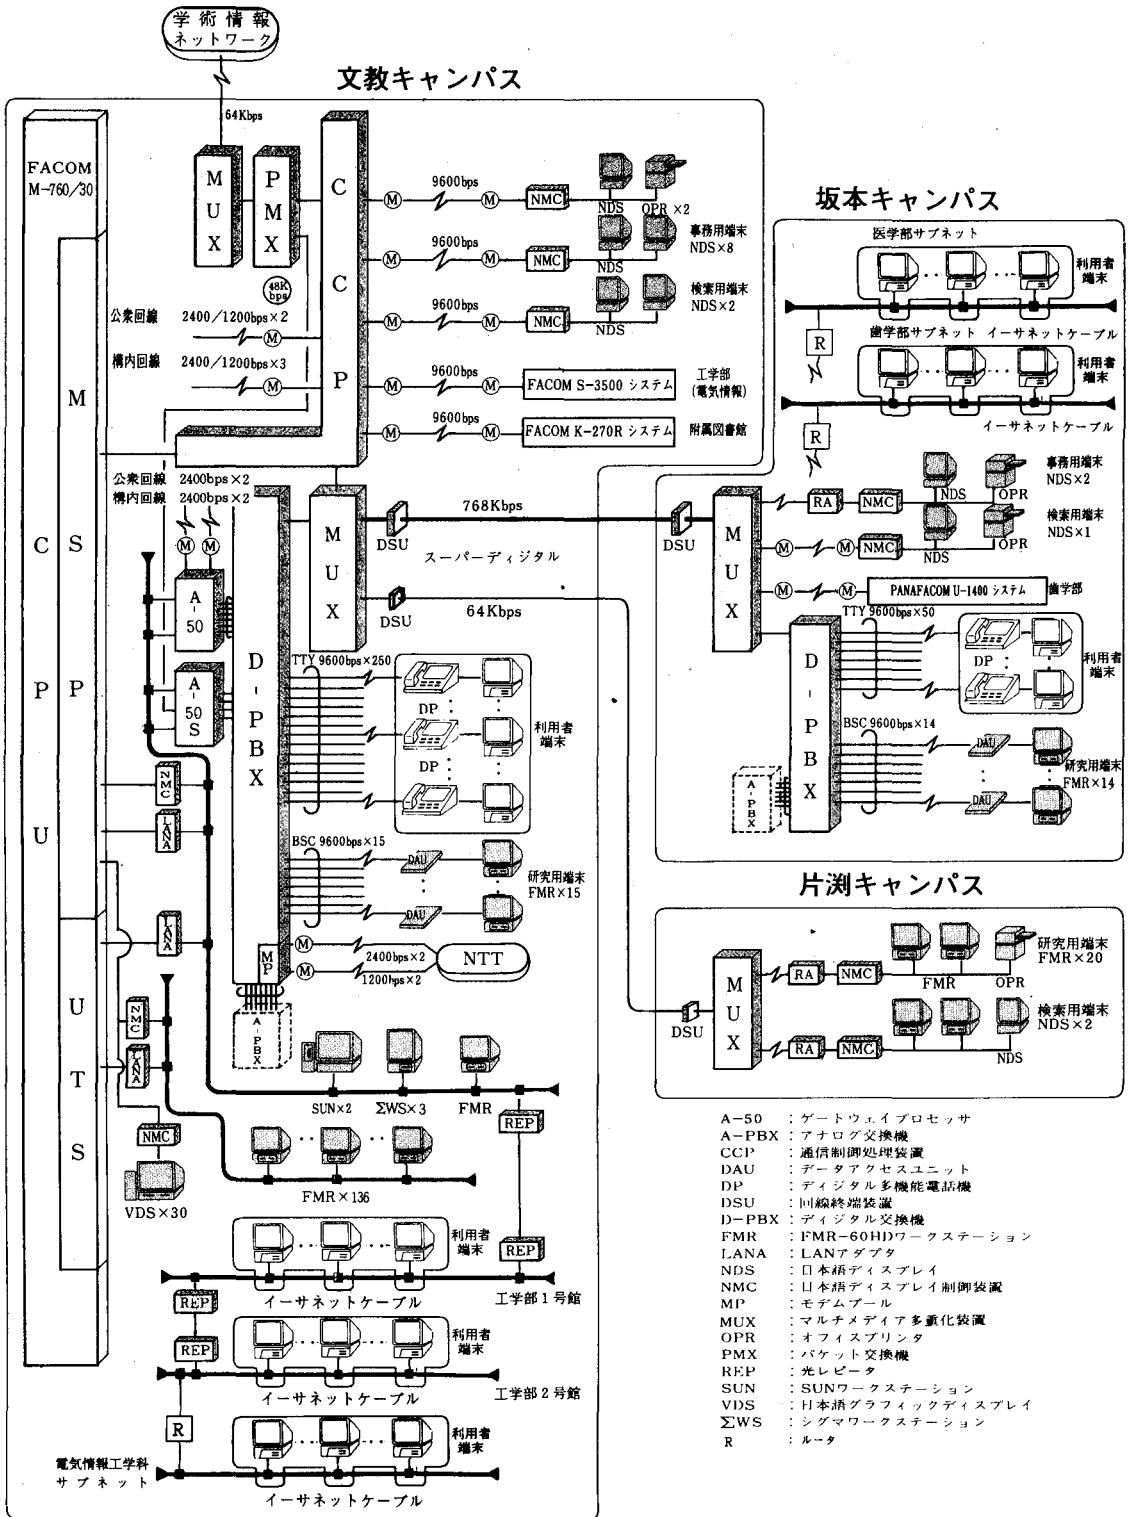 学術情報
ネットワーク
文教キャンパス
64Kbps
FACOM
M-760/30
MUX
PMX
CCP
48K
bps
M
9600bps
M
NMC
NDS
OPR×2
M
9600bps
M
NMC
NDS
事務用端末
NDS×8
M
9600bps
M
NMC
NDS
検索用端末
NDS×2
公衆回線
2400/1200bps×2
M
構内回線
2400/1200bps×3
M
M
9600bps
M
FACOM S-3500 システム
工学部
(電気情報)
M
9600bps
M
FACOM K-270R システム
附属図書館
公衆回線 2400bps×2
構内回線 2400bps×2
M
M
CPU
MSP
UTS
A-50
A-50S
D-PBX
MUX
DSU
768Kbps
スーパーディジタル
DSU
DSU
64Kbps
TTY 9600bps×250
DP
DP
利用者
端末
BSC 9600bps×15
DAU
DAU
研究用端末
FMR×15
NMC
LANA
LANA
MP
M
2400bps×2
M
1200bps×2
NTT
A-PBX
NMC
LANA
NMC
VDS×30
SUN×2
ΣWS×3
FMR
REP
FMR×136
REP
利用者
端末
イーサネットケーブル
工学部1号館
REP
REP
利用者
端末
イーサネットケーブル
工学部2号館
R
利用者
端末
電気情報工学科
サブネット
イーサネットケーブル
坂本キャンパス
医学部サブネット
利用者
端末
R
歯学部サブネット イーサネットケーブル
利用者
端末
イーサネットケーブル
R
MUX
RA
NMC
NDS
OPR
事務用端末
NDS×2
M
M
NMC
NDS
OPR
検索用端末
NDS×1
M
M
PANAFACOM U-1400 システム
歯学部
TTY 9600bps×50
D-PBX
DP
利用者
端末
BSC 9600bps×14
DAU
DAU
研究用端末
FMR×14
A-PBX
片渕キャンパス
DSU
MUX
RA
NMC
FMR
OPR
研究用端末
FMR×20
RA
NMC
NDS
検索用端末
NDS×2
A-50 : ゲートウェイプロセッサ
A-PBX : アナログ交換機
CCP : 通信制御処理装置
DAU : データアクセスユニット
DP : ディジタル多機能電話機
DSU : 回線終端装置
D-PBX : ディジタル交換機
FMR : FMR-60HDワークステーション
LANA : LANアダプタ
NDS : 日本語ディスプレイ
NMC : 日本語ディスプレイ制御装置
MP : モデムプール
MUX : マルチメディア多重化装置
OPR : オフィスプリンタ
PMX : パケット交換機
REP : 光レピータ
SUN : SUNワークステーション
VDS : 日本語グラフィックディスプレイ
ΣWS : シグマワークステーション
R : ルータ